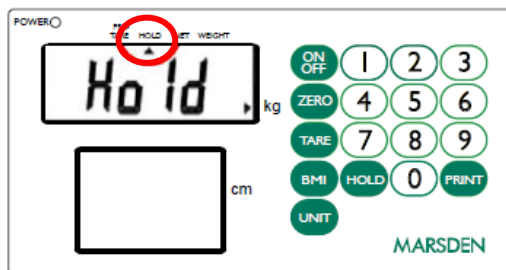 POWER
PRE
TARE HOLD NET WEIGHT
Hold
kg
cm
ON
OFF
1 2 3
ZERO 4 5 6
TARE 7 8 9
BMI HOLD 0 PRINT
UNIT
MARSDEN